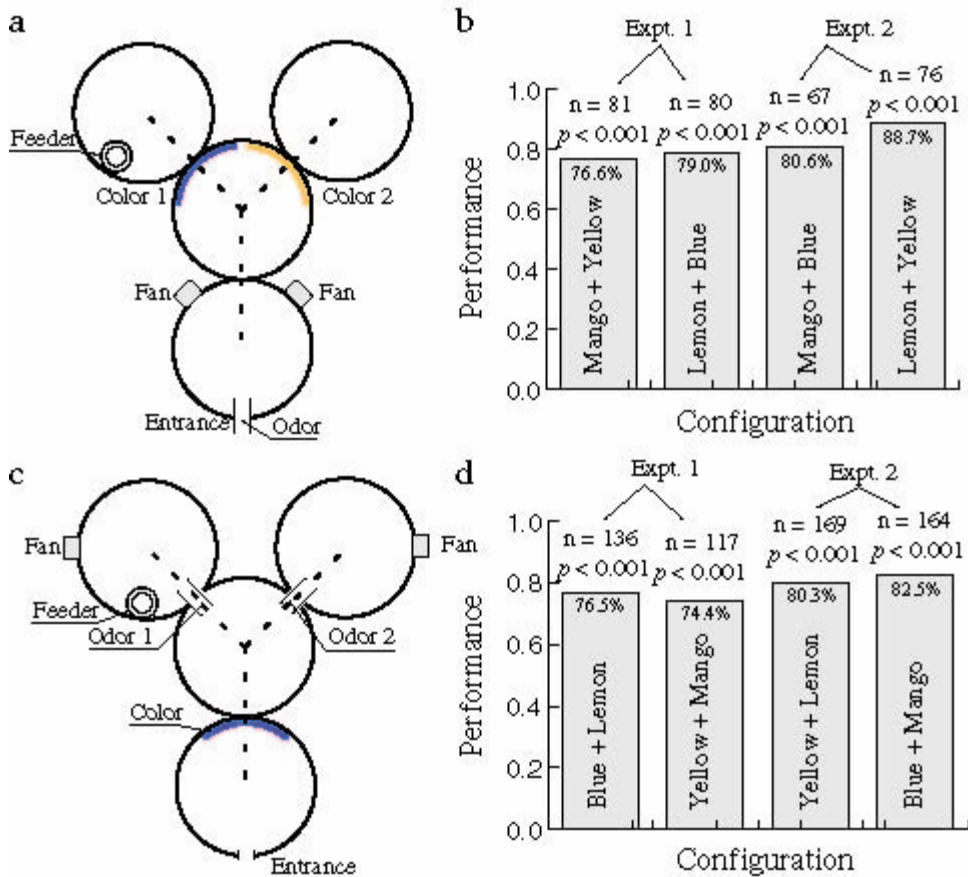 a
Feeder
Color 1
Color 2
Fan
Fan
Entrance
Odor
b
Expt. 1
Expt. 2
n = 81
n = 80
n = 67
n = 76
p < 0.001
p < 0.001
p < 0.001
p < 0.001
1.0
0.8
0.6
0.4
0.2
0.0
Performance
76.6%
79.0%
80.6%
88.7%
Mango + Yellow
Lemon + Blue
Mango + Blue
Lemon + Yellow
Configuration
c
Fan
Fan
Feeder
Odor 1
Odor 2
Color
Entrance
d
Expt. 1
Expt. 2
n = 136
n = 117
n = 169
n = 164
p < 0.001
p < 0.001
p < 0.001
p < 0.001
1.0
0.8
0.6
0.4
0.2
0.0
Performance
76.5%
74.4%
80.3%
82.5%
Blue + Lemon
Yellow + Mango
Yellow + Lemon
Blue + Mango
Configuration